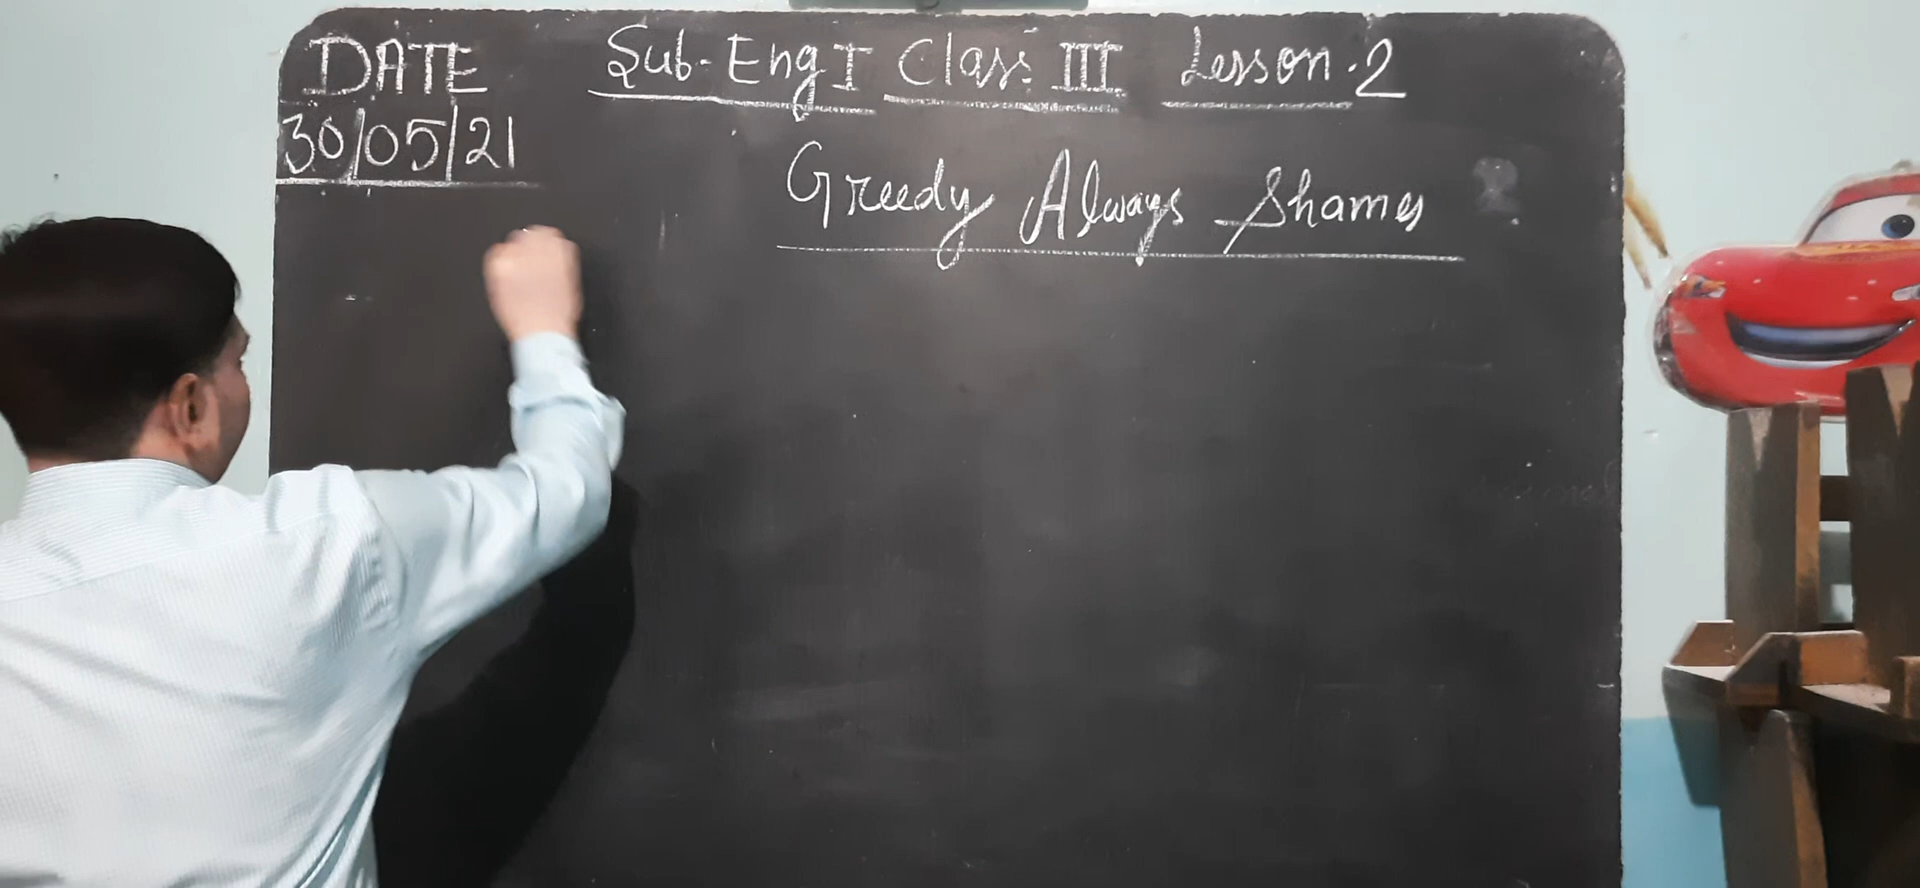 DATE
30/05/21
Sub-Eng I Class: III Lesson-2
Greedy Always Shames